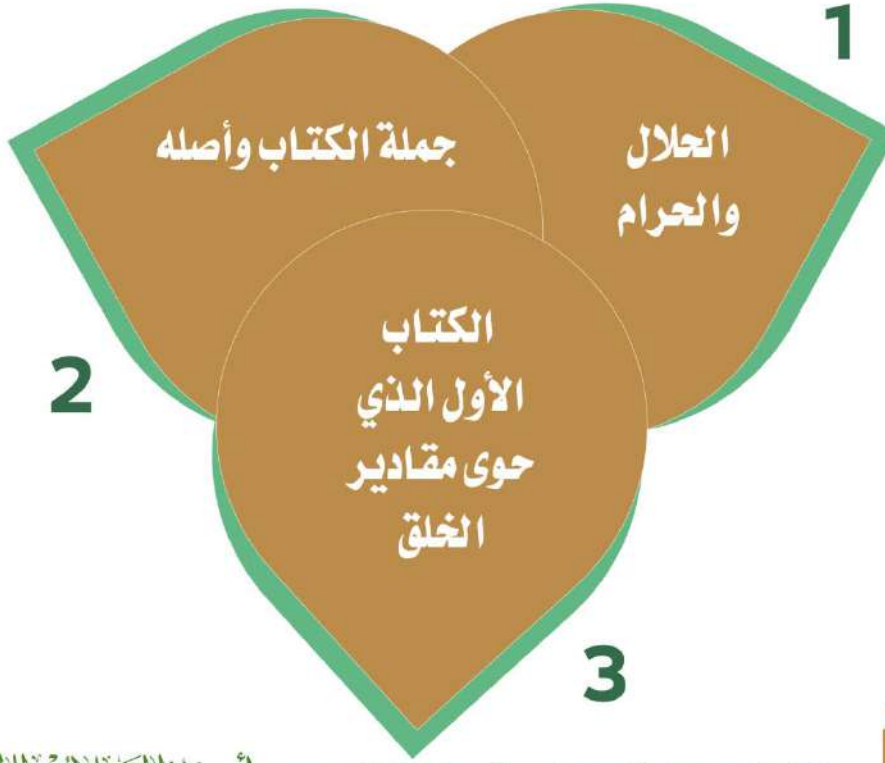 1
الحلال
والحرام
2
جملة الكتاب وأصله
3
الكتاب
الأول الذي
حوى مقادير
الخلق